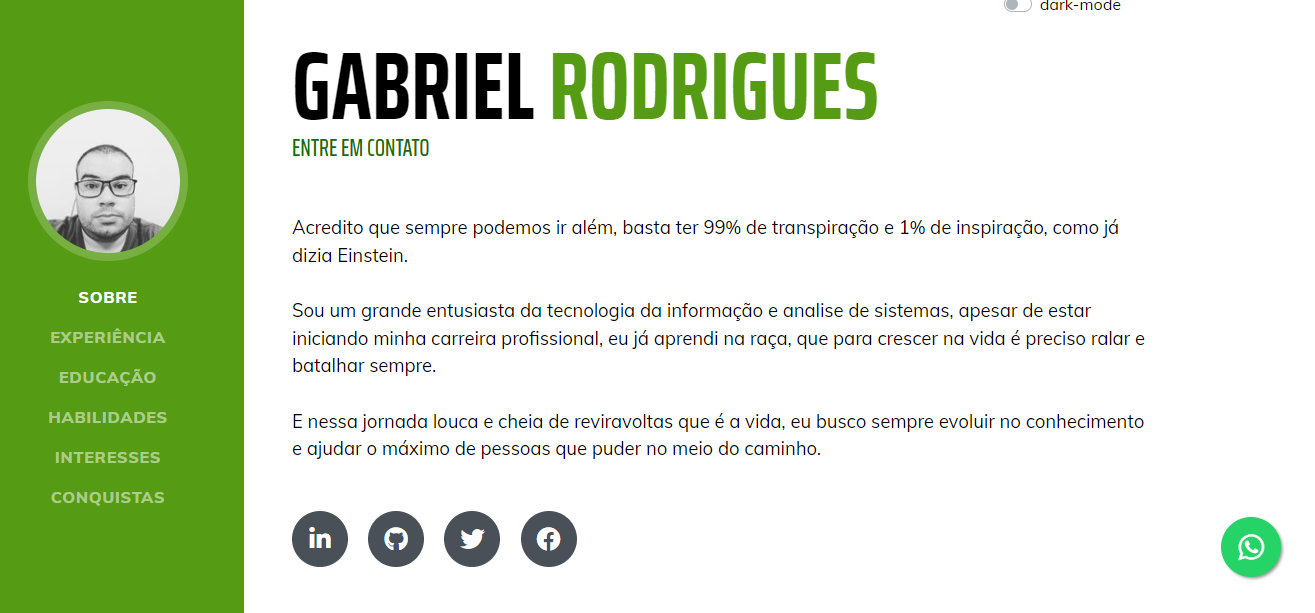 dark-mode
GABRIEL RODRIGUES
ENTRE EM CONTATO
Acredito que sempre podemos ir além, basta ter 99% de transpiração e 1% de inspiração, como já
dizia Einstein.
Sou um grande entusiasta da tecnologia da informação e analise de sistemas, apesar de estar
iniciando minha carreira profissional, eu já aprendi na raça, que para crescer na vida é preciso ralar e
batalhar sempre.
E nessa jornada louca e cheia de reviravoltas que é a vida, eu busco sempre evoluir no conhecimento
e ajudar o máximo de pessoas que puder no meio do caminho.
SOBRE
EXPERIÊNCIA
EDUCAÇÃO
HABILIDADES
INTERESSES
CONQUISTAS
in